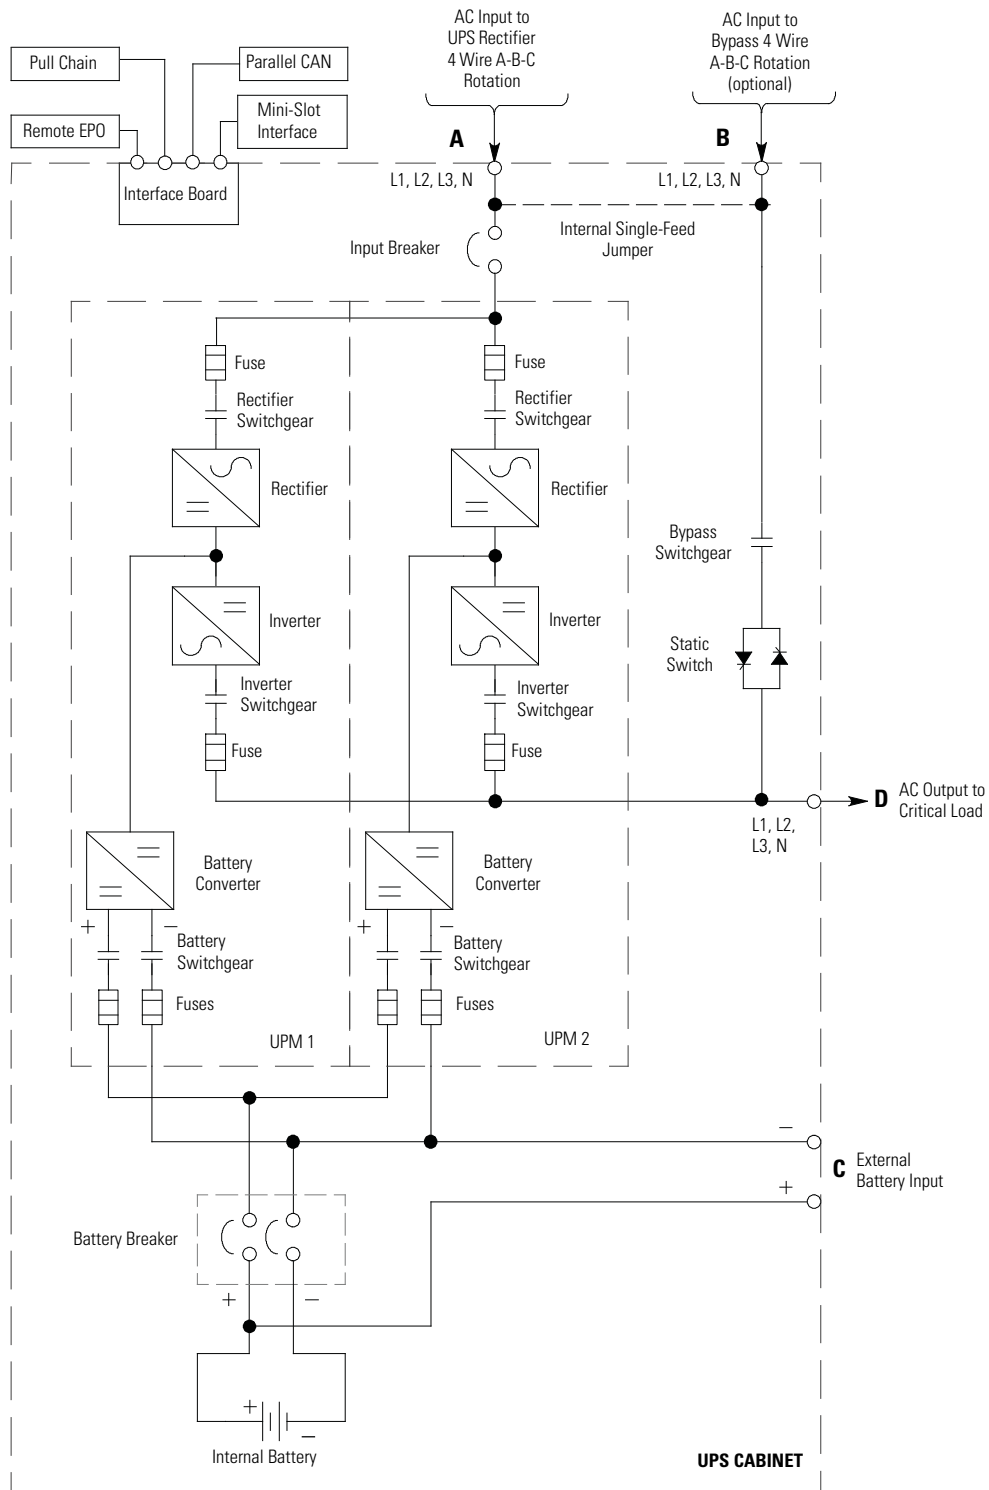 AC Input to
UPS Rectifier
4 Wire A-B-C
Rotation
AC Input to
Bypass 4 Wire
A-B-C Rotation
(optional)
Pull Chain
Parallel CAN
Remote EPO
Mini-Slot
Interface
A
B
Interface Board
L1, L2, L3, N
L1, L2, L3, N
Internal Single-Feed
Jumper
Input Breaker
Fuse
Fuse
Rectifier
Switchgear
Rectifier
Switchgear
Rectifier
Rectifier
Bypass
Switchgear
Inverter
Inverter
Static
Switch
Inverter
Switchgear
Inverter
Switchgear
Fuse
Fuse
D
AC Output to
Critical Load
L1, L2,
L3, N
Battery
Converter
Battery
Converter
+
–
+
–
Battery
Switchgear
Battery
Switchgear
Fuses
Fuses
UPM 1
UPM 2
–
C
External
Battery Input
+
Battery Breaker
+
–
+
–
Internal Battery
UPS CABINET